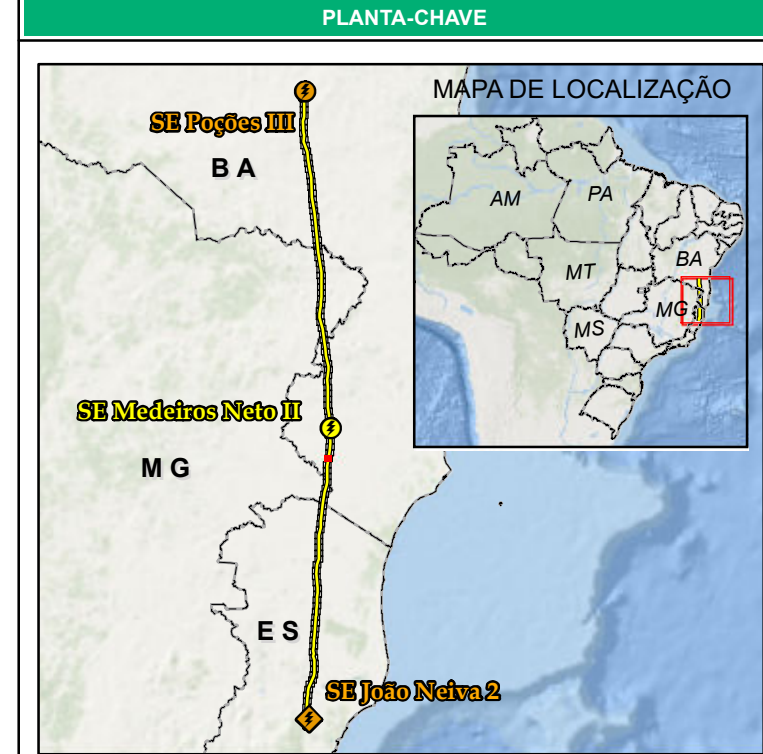 PLANTA-CHAVE
MAPA DE LOCALIZAÇÃO
SE Poções III
B A
AM
PA
BA
MT
MG
MS
SE Medeiros Neto II
M G
E S
SE João Neiva 2